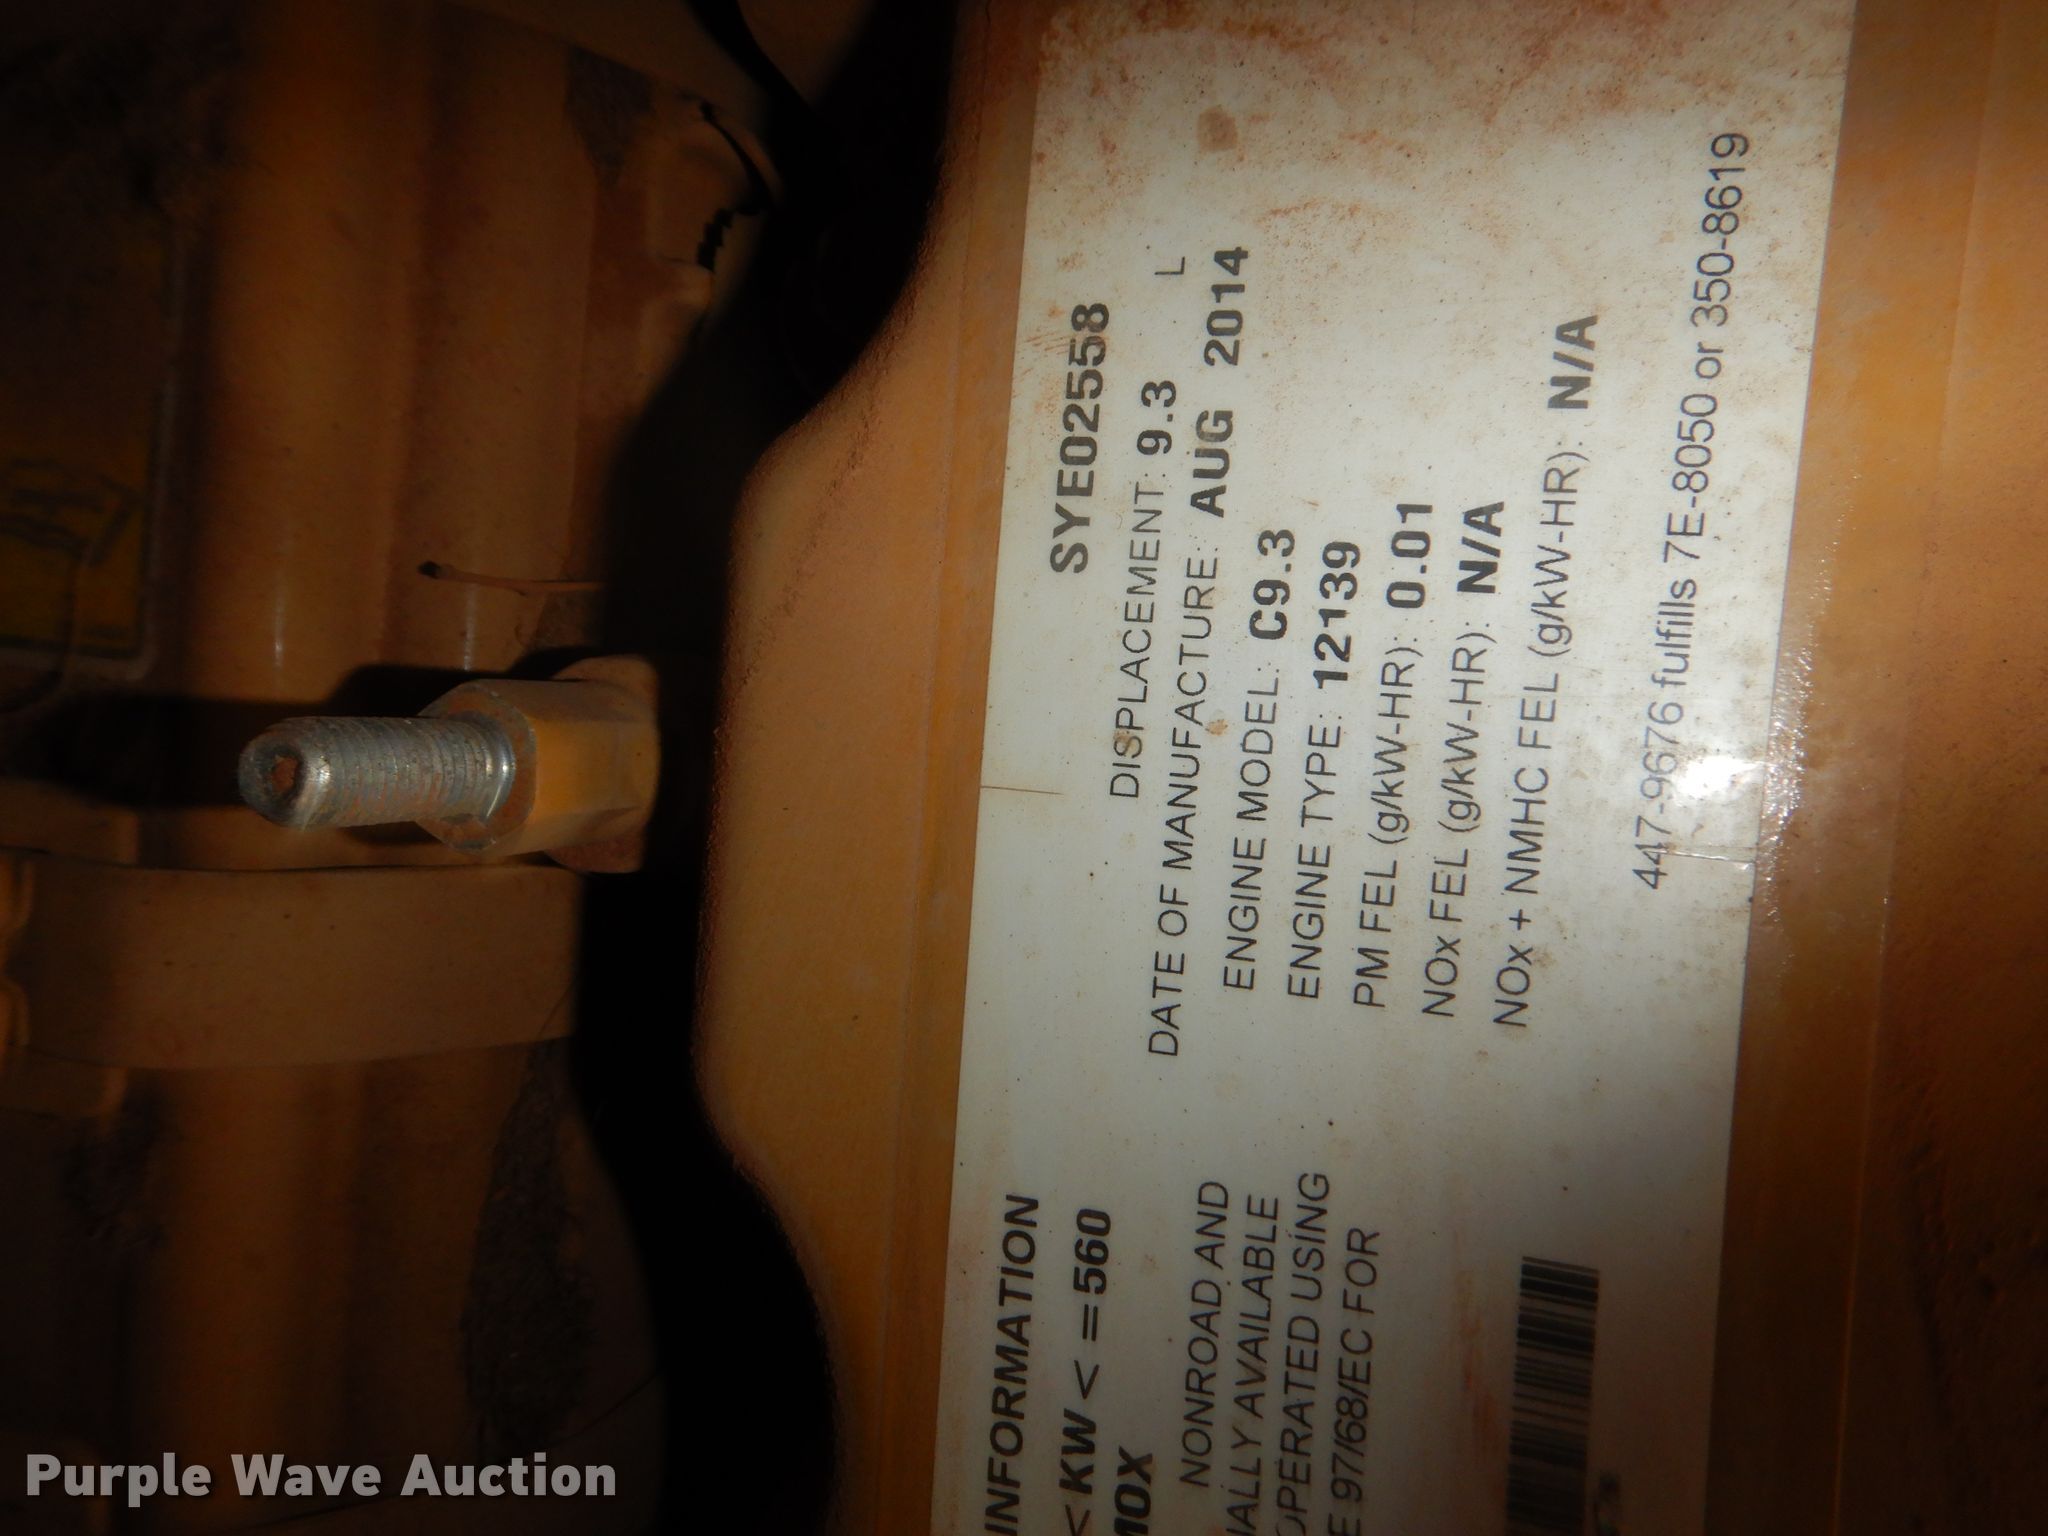 INFORMATION
< KW < =560
NONROAD AND
AVAILABLE
OPERATED USING
97/68/EC FOR
SYE02558
DISPLACEMENT: 9.3 L
DATE OF MANUFACTURE: AUG 2014
ENGINE MODEL: C9.3
ENGINE TYPE: 12139
PM FEL (g/kW-HR): 0.01
NOx FEL (g/kW-HR): N/A
NOx + NMHC FEL (g/kW-HR): N/A
447-9676 fulfills 7E-8050 or 350-8619
Purple Wave Auction